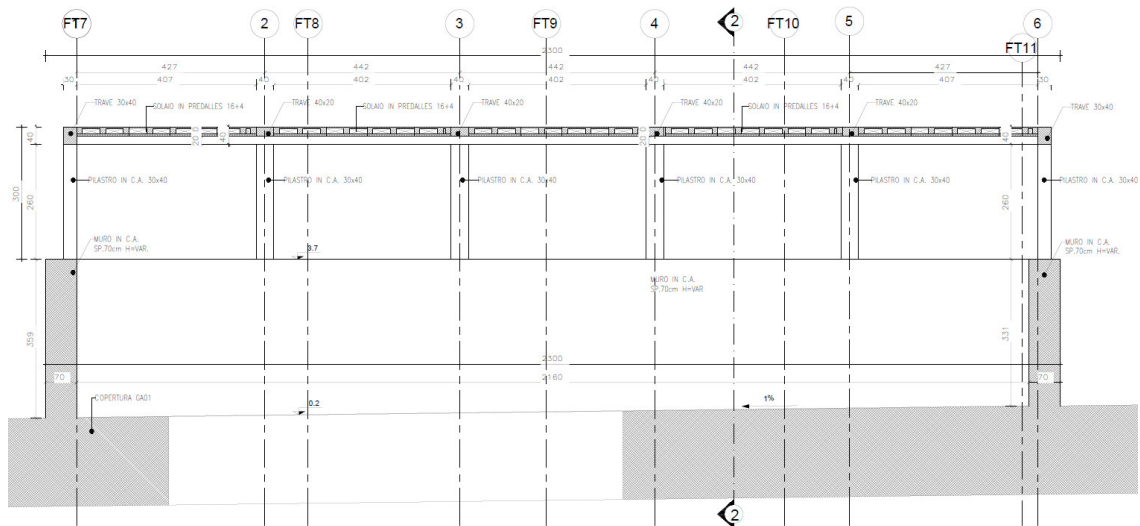 FT7
2
FT8
3
FT9
4
2
FT10
5
6
FT11
2300
427
442
442
442
427
30
407
40
402
40
402
40
402
40
407
30
TRAVE 30x40
SOLAIO IN PREDALLES 16+4
TRAVE 40x20
SOLAIO IN PREDALLES 16+4
TRAVE 40x20
TRAVE 40x20
SOLAIO IN PREDALLES 16+4
TRAVE 40x20
TRAVE 30x40
40
20
40
20
40
300
260
PILASTRO IN C.A. 30x40
PILASTRO IN C.A. 30x40
PILASTRO IN C.A. 30x40
PILASTRO IN C.A. 30x40
PILASTRO IN C.A. 30x40
PILASTRO IN C.A. 30x40
260
MURO IN C.A.
SP.70cm H=VAR.
3.7
MURO IN C.A.
SP.70cm H=VAR
MURO IN C.A.
SP.70cm H=VAR.
359
331
2300
70
2160
70
COPERTURA GA01
0.2
1%
2